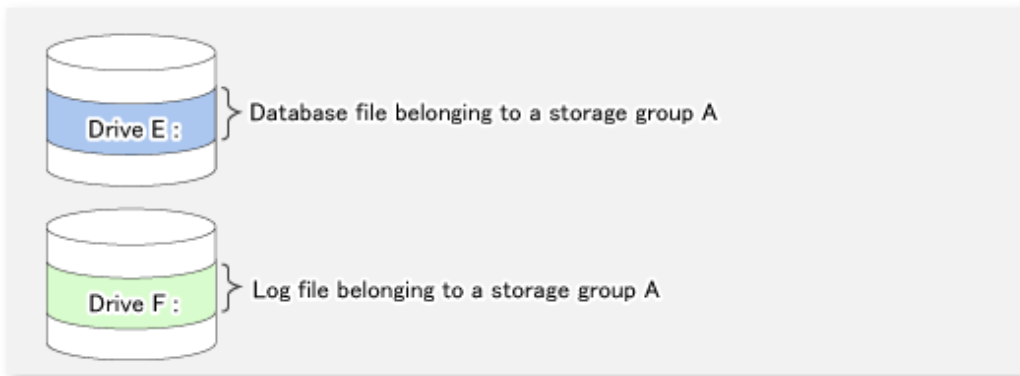 Drive E :
Database file belonging to a storage group A
Drive F :
Log file belonging to a storage group A